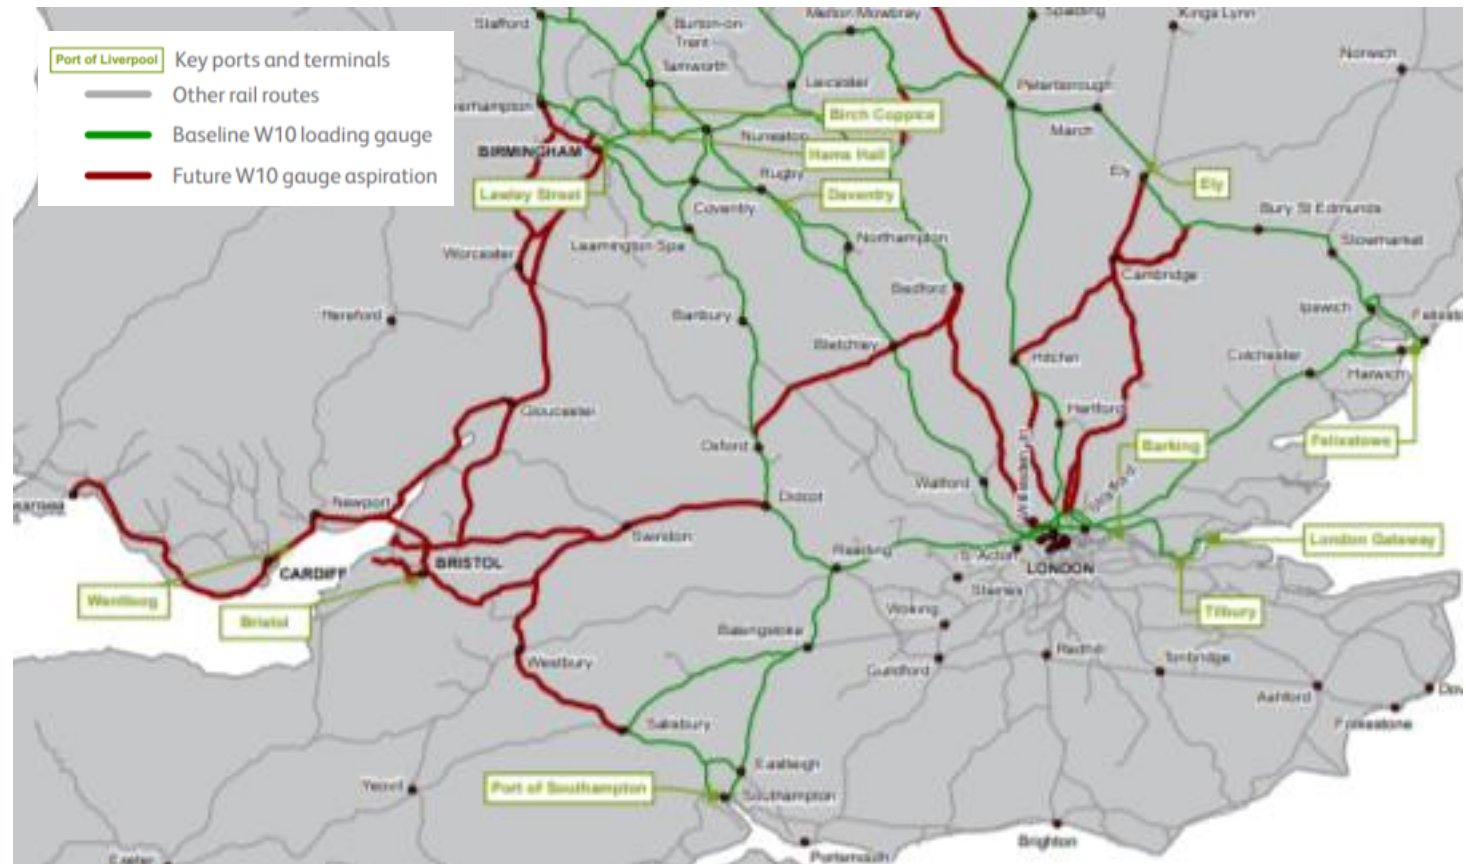 Port of Liverpool
Key ports and terminals
Other rail routes
Baseline W10 loading gauge
Future W10 gauge aspiration
Stafford
Burton-on
Trent
Melton Mowbray
Spalding
Kings Lynn
Norwich
Tamworth
Leicester
Peterborough
Birch Coppice
March
Nuneaton
BIRMINGHAM
Hams Hall
Rugby
Ely
Ely
Lawley Street
Daventry
Coventry
Bury St Edmunds
Leamington Spa
Northampton
Stowmarket
Worcester
Cambridge
Bedford
Hereford
Banbury
Ipswich
Bletchley
Hitchin
Colchester
Harwich
Gloucester
Hertford
Oxford
Barking
Felixstowe
Watford
Newport
Didcot
Swindon
Reading
S. Acton
London Gateway
CARDIFF
BRISTOL
LONDON
Staines
Wentloog
Bristol
Woking
Tilbury
Basingstoke
Westbury
Guildford
Redhill
Tonbridge
Ashford
Folkestone
Salisbury
Eastleigh
Yeovil
Port of Southampton
Southampton
Brighton
Portsmouth
Exeter